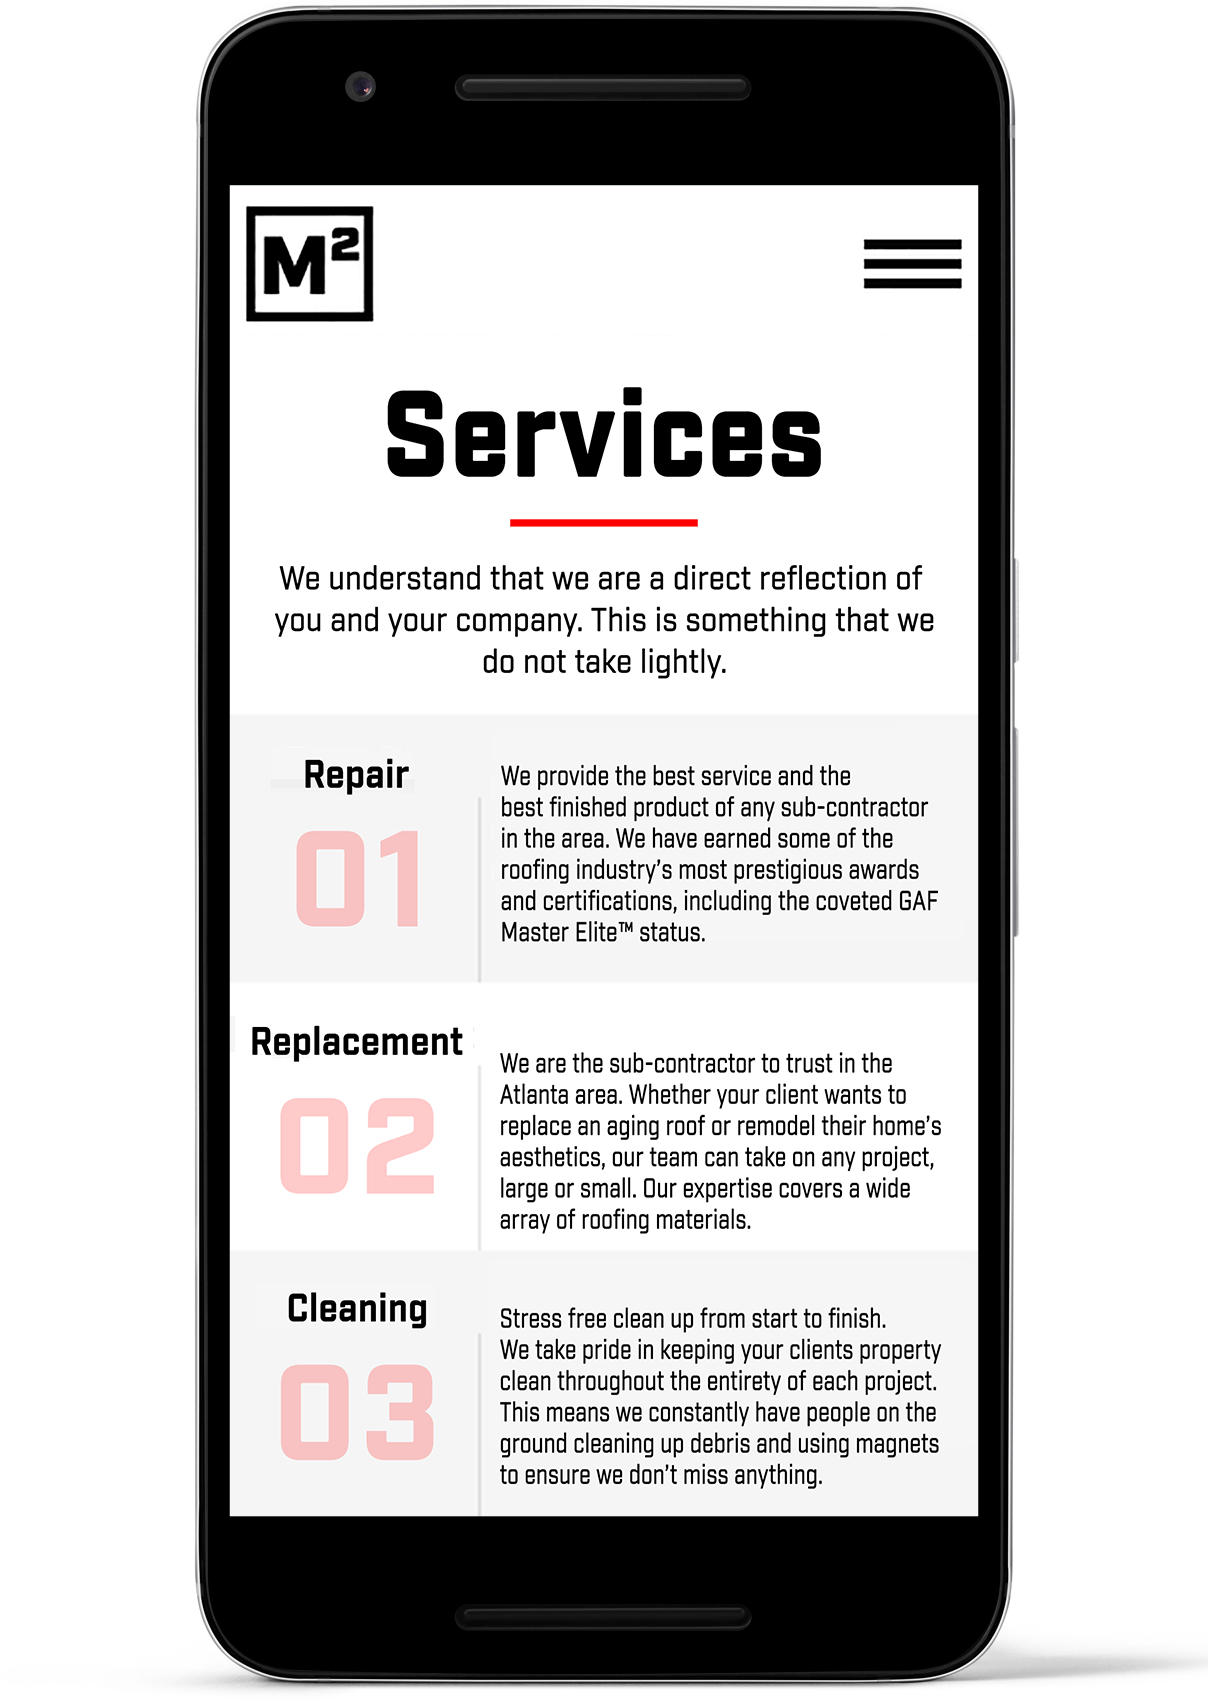 M²
Services
We understand that we are a direct reflection of
you and your company. This is something that we
do not take lightly.
Repair
01
We provide the best service and the
best finished product of any sub-contractor
in the area. We have earned some of the
roofing industry’s most prestigious awards
and certifications, including the coveted GAF
Master Elite™ status.
Replacement
02
We are the sub-contractor to trust in the
Atlanta area. Whether your client wants to
replace an aging roof or remodel their home’s
aesthetics, our team can take on any project,
large or small. Our expertise covers a wide
array of roofing materials.
Cleaning
03
Stress free clean up from start to finish.
We take pride in keeping your clients property
clean throughout the entirety of each project.
This means we constantly have people on the
ground cleaning up debris and using magnets
to ensure we don’t miss anything.